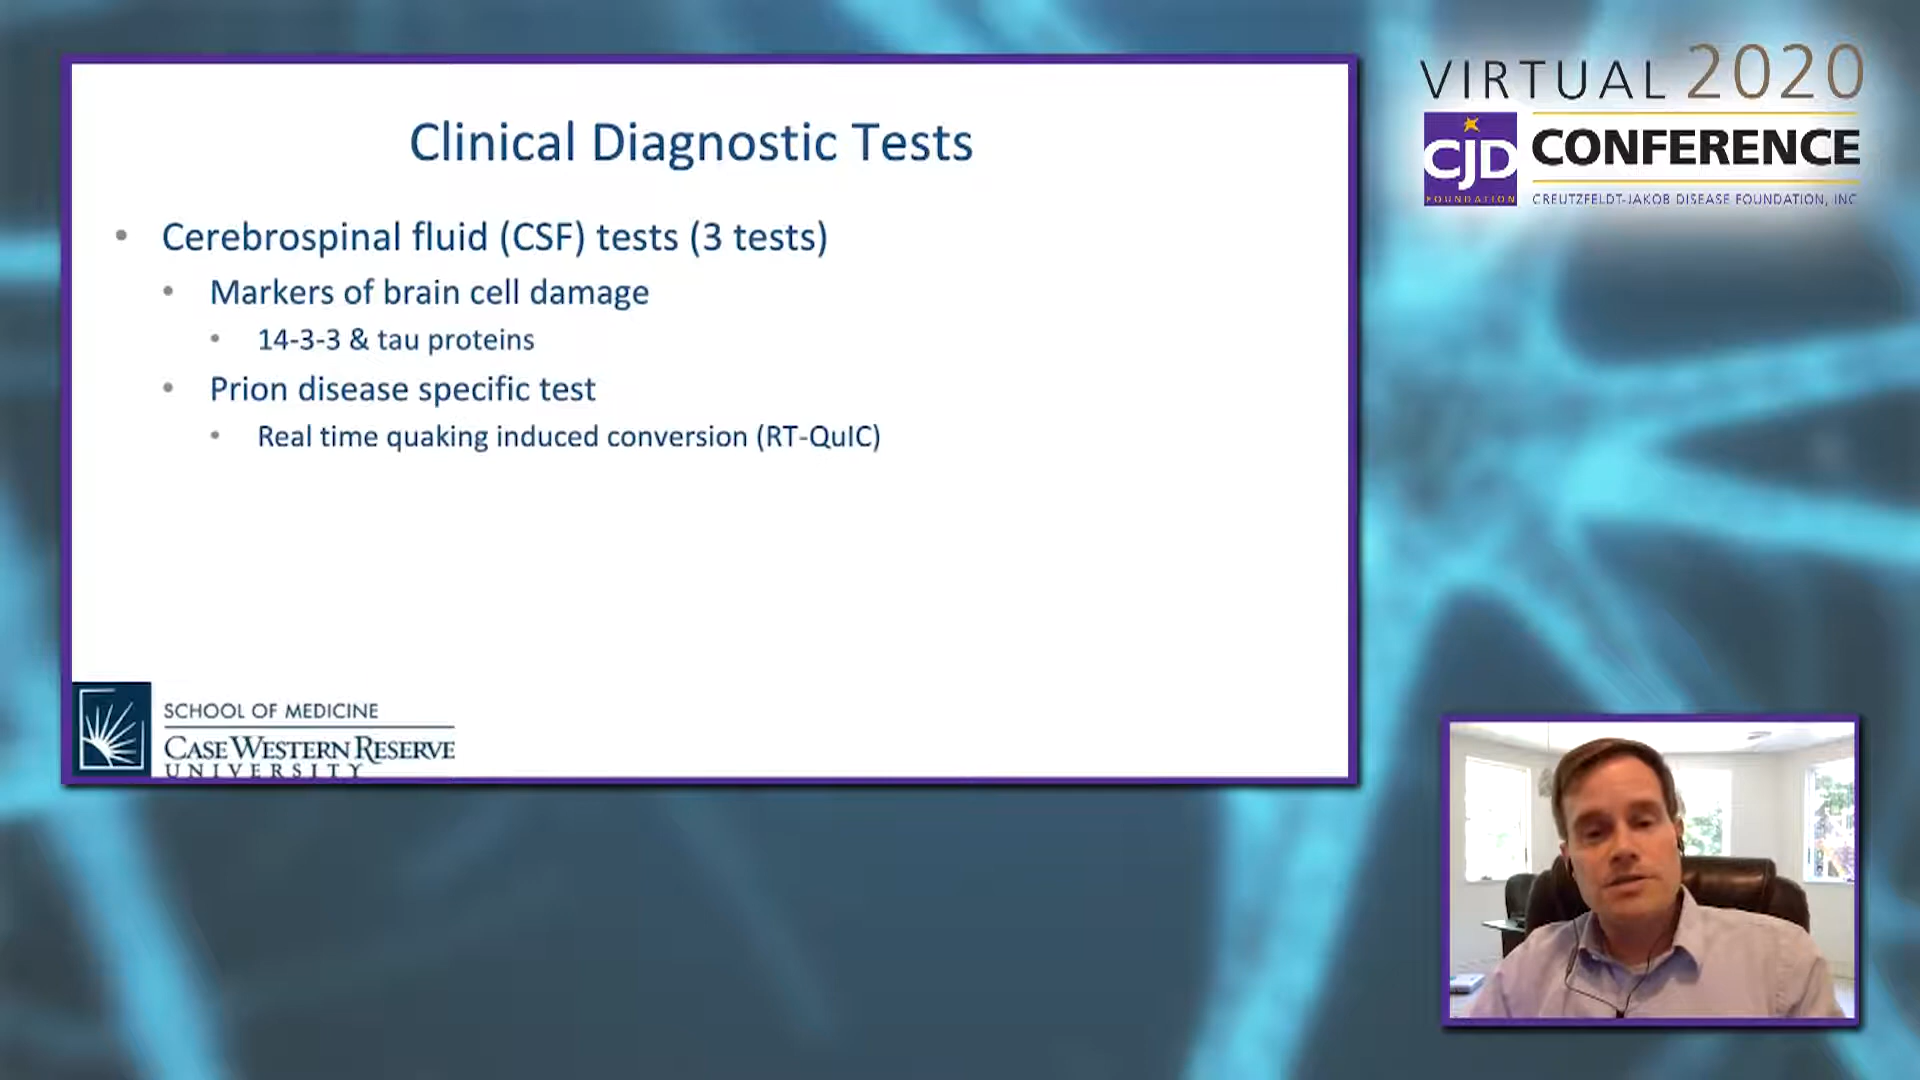 Clinical Diagnostic Tests
• Cerebrospinal fluid (CSF) tests (3 tests)
• Markers of brain cell damage
• 14-3-3 & tau proteins
• Prion disease specific test
• Real time quaking induced conversion (RT-QuIC)
SCHOOL OF MEDICINE
CASE WESTERN RESERVE
UNIVERSITY
VIRTUAL 2020
CJD
FOUNDATION
CONFERENCE
CREUTZFELDT-JAKOB DISEASE FOUNDATION, INC